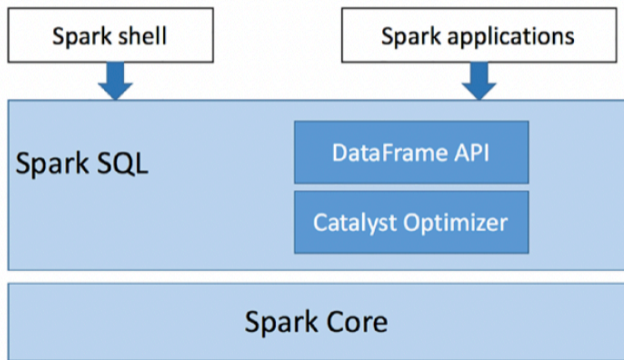 Spark shell
Spark applications
Spark SQL
DataFrame API
Catalyst Optimizer
Spark Core